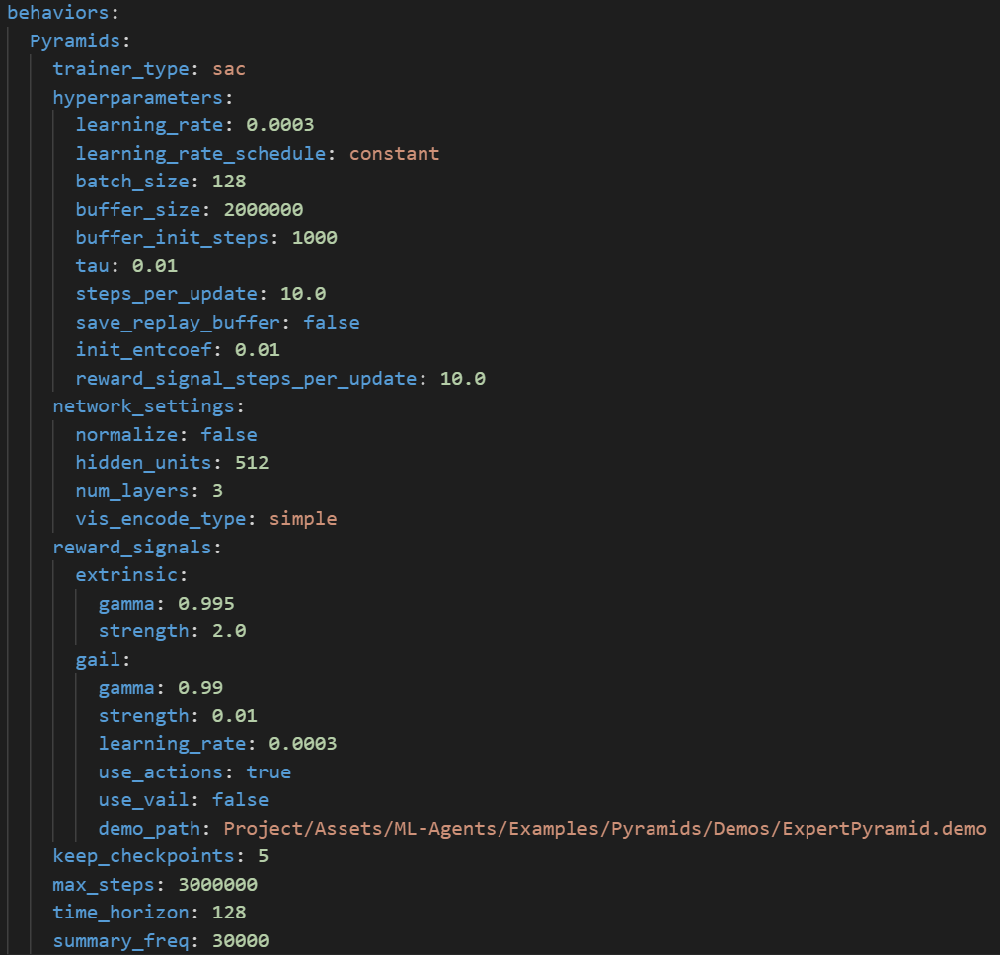 behaviors:
Pyramids:
trainer_type: sac
hyperparameters:
learning_rate: 0.0003
learning_rate_schedule: constant
batch_size: 128
buffer_size: 2000000
buffer_init_steps: 1000
tau: 0.01
steps_per_update: 10.0
save_replay_buffer: false
init_entcoef: 0.01
reward_signal_steps_per_update: 10.0
network_settings:
normalize: false
hidden_units: 512
num_layers: 3
vis_encode_type: simple
reward_signals:
extrinsic:
gamma: 0.995
strength: 2.0
gail:
gamma: 0.99
strength: 0.01
learning_rate: 0.0003
use_actions: true
use_vail: false
demo_path: Project/Assets/ML-Agents/Examples/Pyramids/Demos/ExpertPyramid.demo
keep_checkpoints: 5
max_steps: 3000000
time_horizon: 128
summary_freq: 30000